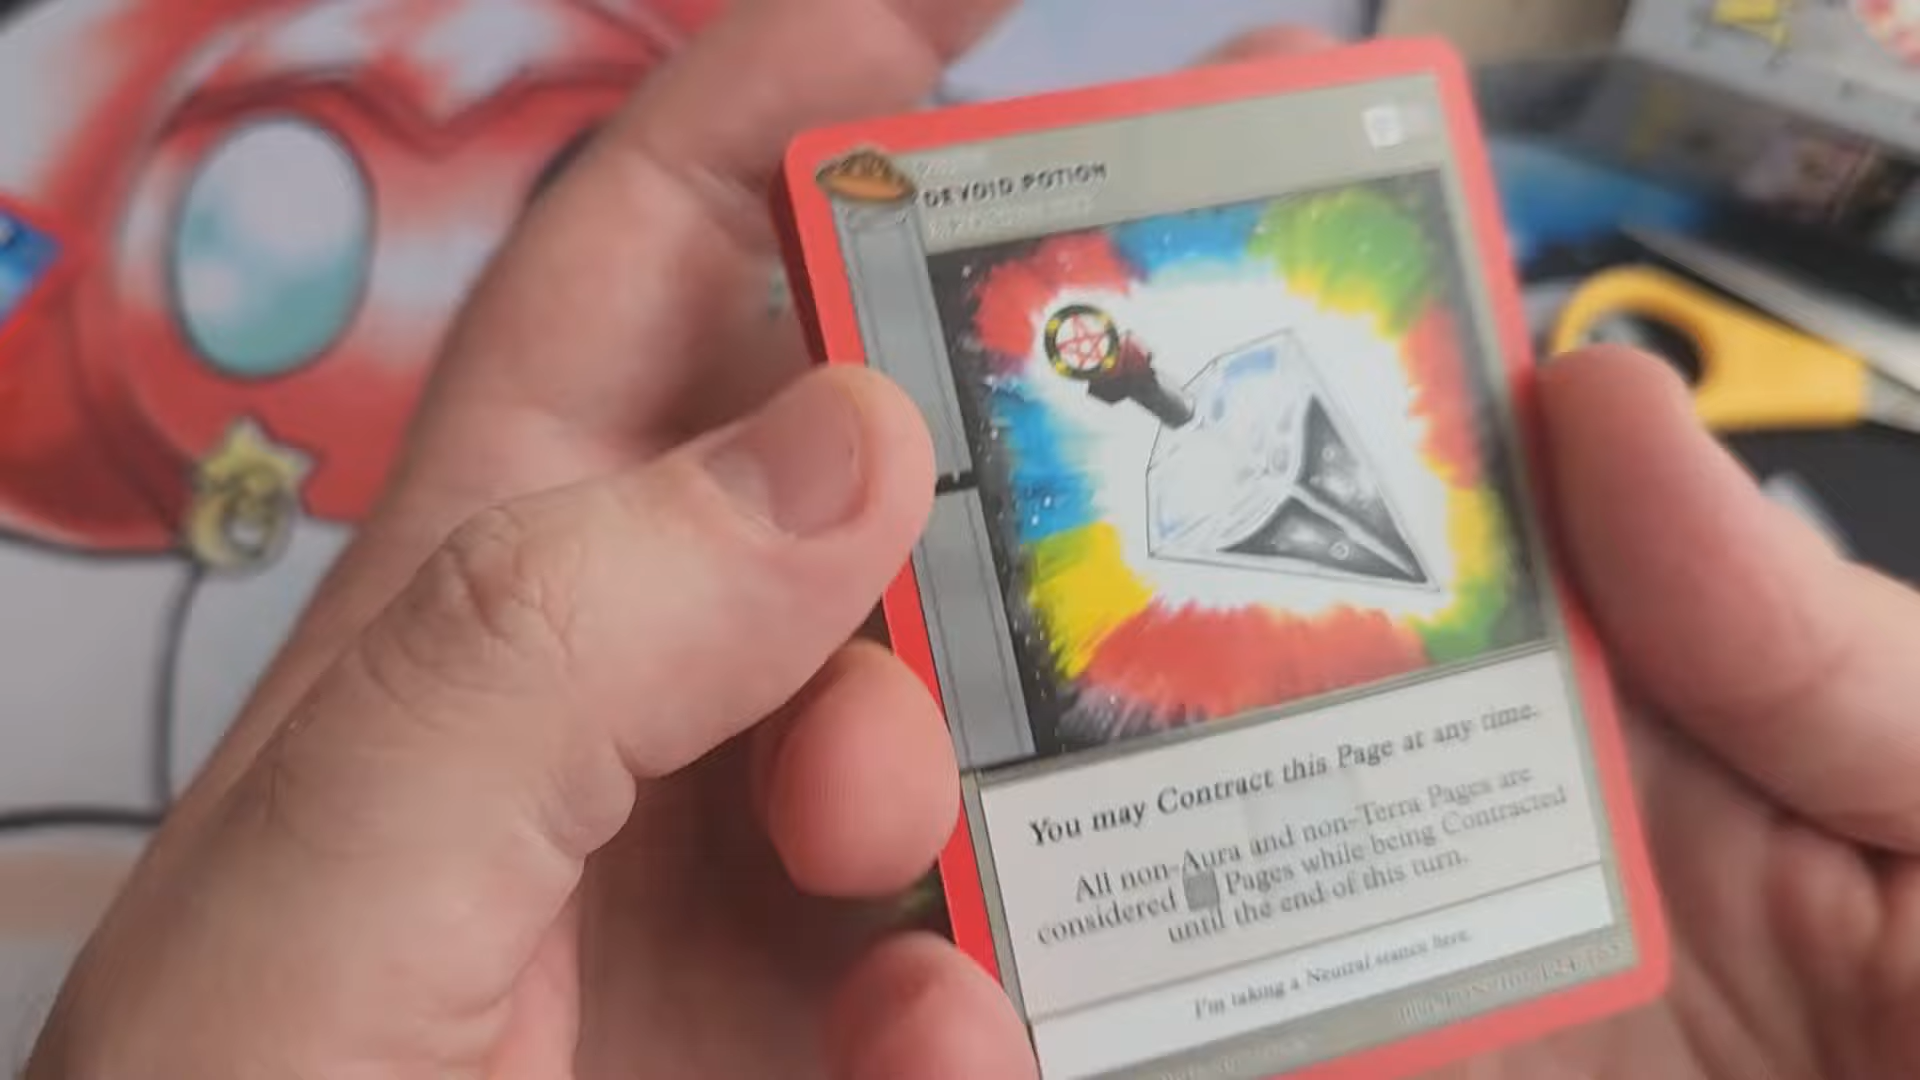 DEVOID POTION
You may Contract this Page at any time.
All non-Aura and non-Terra Pages are
considered Pages while being Contracted
until the end of this turn.
I'm taking a Neutral stance here.